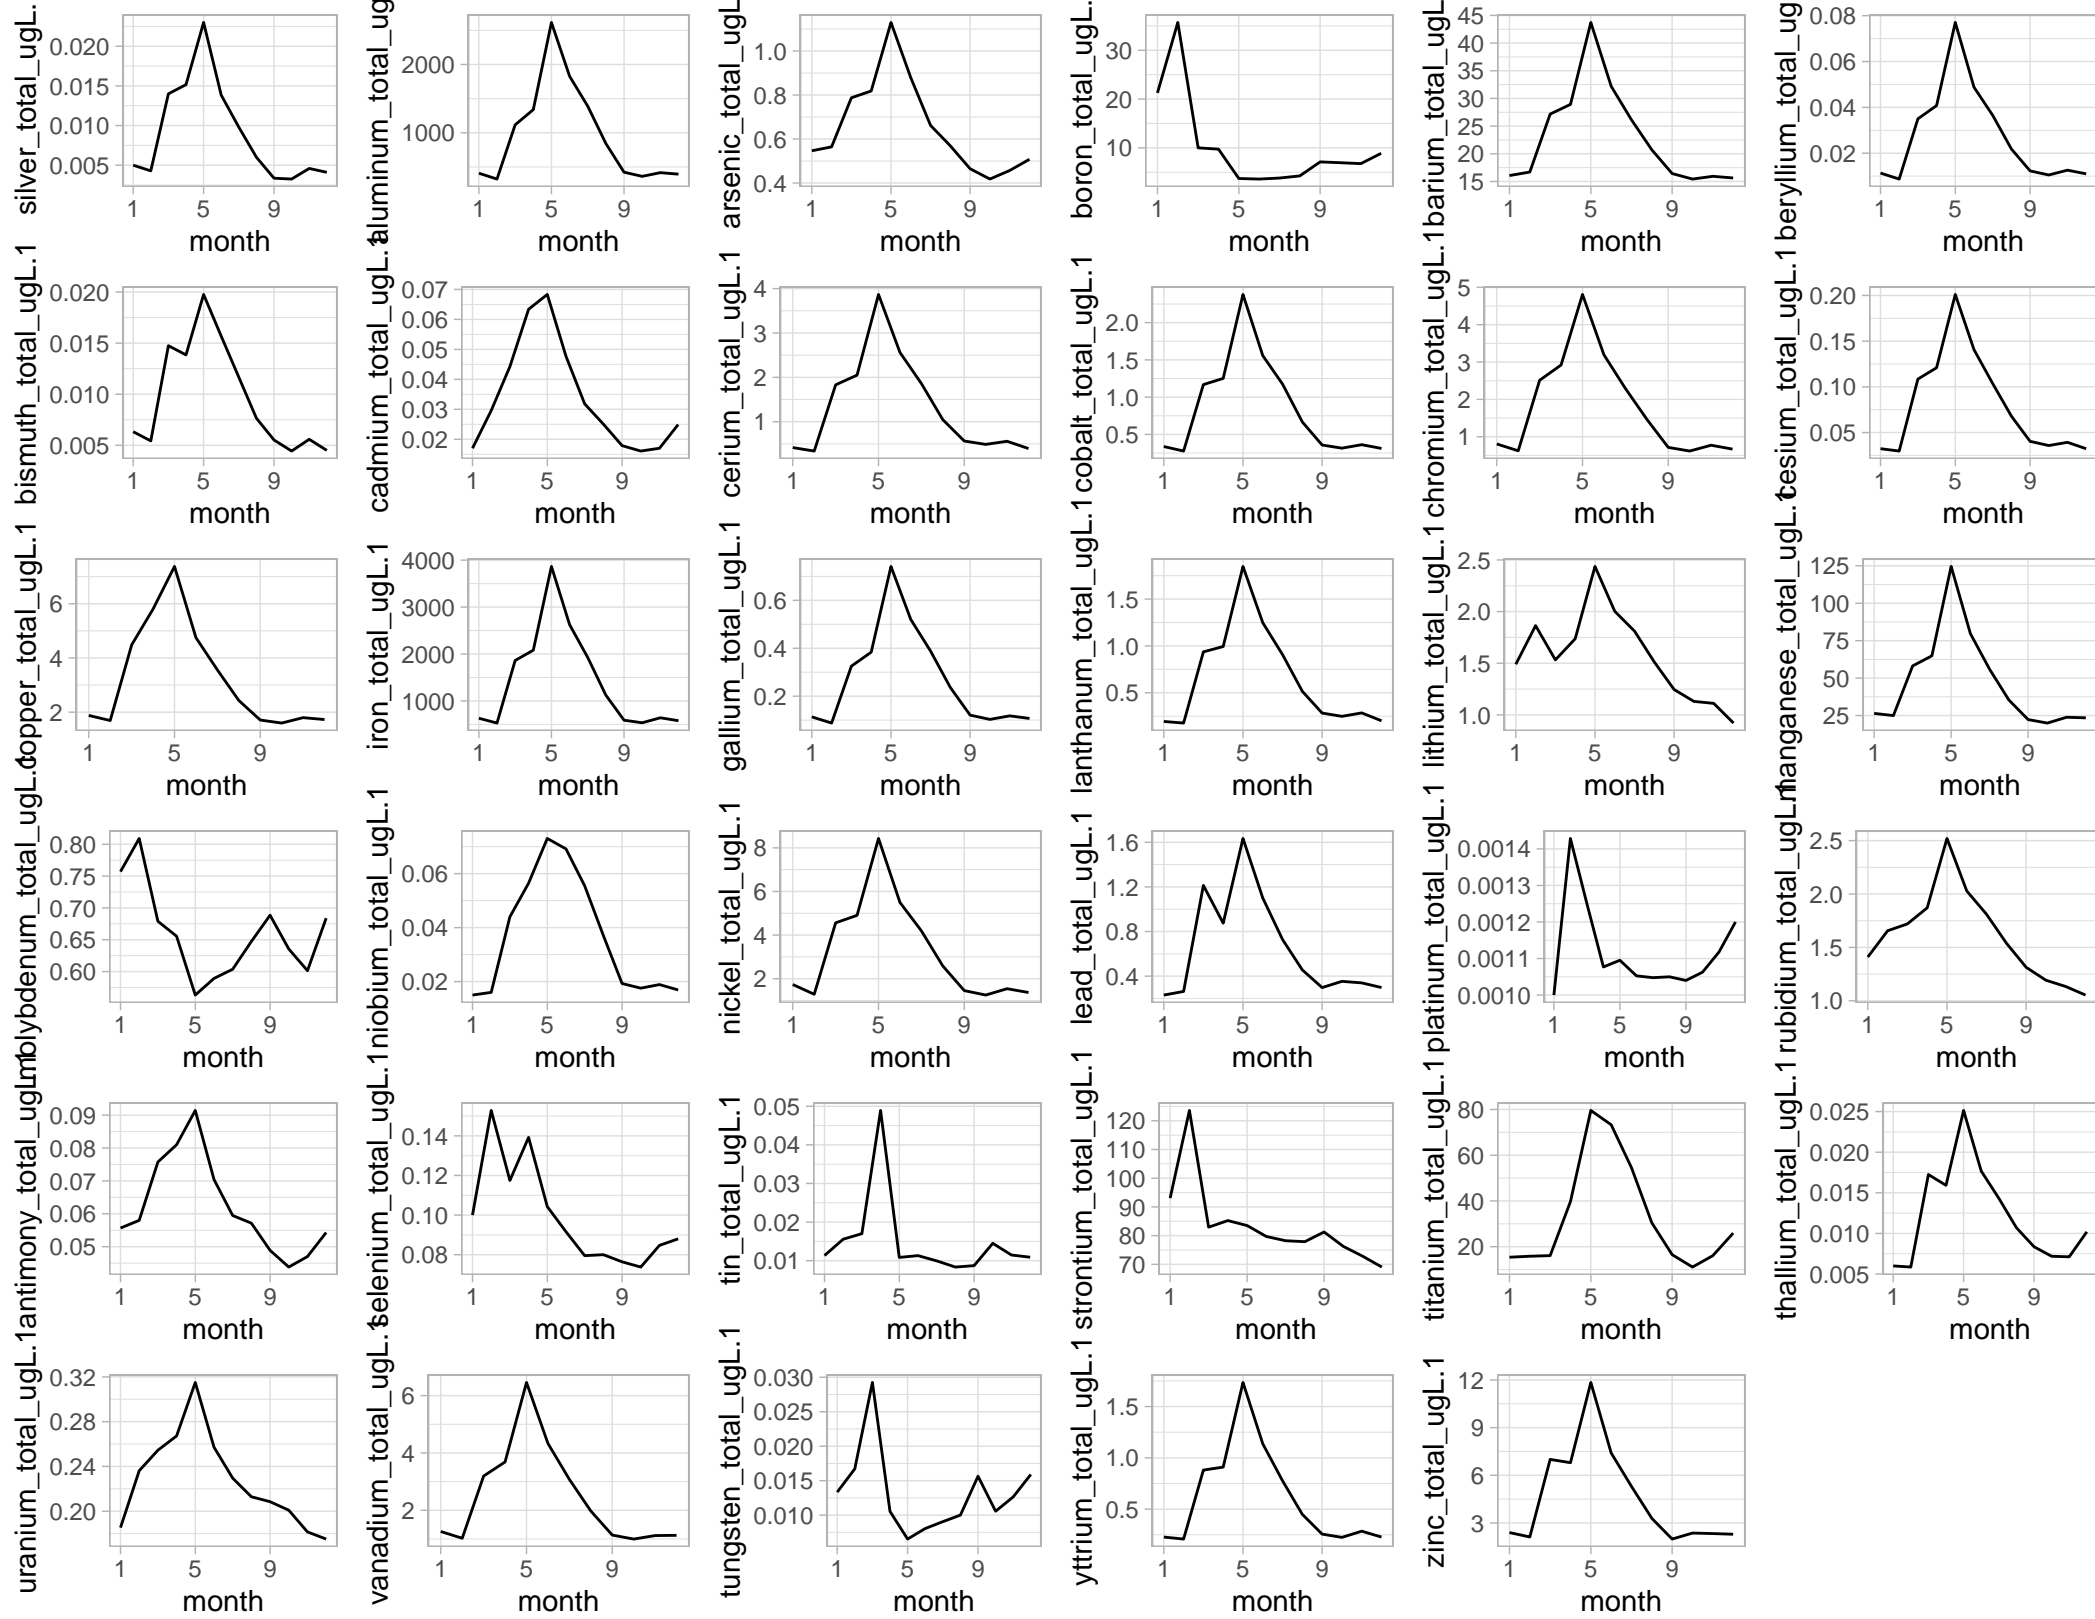 silver_total_ugL.
0.020
0.015
0.010
0.005
1 5 9
month
aluminum_total_ug
2000
1000
1 5 9
month
arsenic_total_ugL
1.0
0.8
0.6
0.4
1 5 9
month
boron_total_ugL.
30
20
10
1 5 9
month
barium_total_ugL.
45
40
35
30
25
20
15
1 5 9
month
beryllium_total_ug
0.08
0.06
0.04
0.02
1 5 9
month
bismuth_total_ugL.1
0.020
0.015
0.010
0.005
1 5 9
month
cadmium_total_ugL.1
0.07
0.06
0.05
0.04
0.03
0.02
1 5 9
month
cerium_total_ugL.1
4
3
2
1
1 5 9
month
cobalt_total_ugL.1
2.0
1.5
1.0
0.5
1 5 9
month
chromium_total_ugL.1
5
4
3
2
1
1 5 9
month
cesium_total_ugL.1
0.20
0.15
0.10
0.05
1 5 9
month
copper_total_ugL.1
6
4
2
1 5 9
month
iron_total_ugL.1
4000
3000
2000
1000
1 5 9
month
gallium_total_ugL.1
0.6
0.4
0.2
1 5 9
month
lanthanum_total_ugL.1
1.5
1.0
0.5
1 5 9
month
lithium_total_ugL.1
2.5
2.0
1.5
1.0
1 5 9
month
manganese_total_ugL.1
125
100
75
50
25
1 5 9
month
molybdenum_total_ugL.1
0.80
0.75
0.70
0.65
0.60
1 5 9
month
niobium_total_ugL.1
0.06
0.04
0.02
1 5 9
month
nickel_total_ugL.1
8
6
4
2
1 5 9
month
lead_total_ugL.1
1.6
1.2
0.8
0.4
1 5 9
month
platinum_total_ugL.1
0.0014
0.0013
0.0012
0.0011
0.0010
1 5 9
month
rubidium_total_ugL.1
2.5
2.0
1.5
1.0
1 5 9
month
antimony_total_ugL.1
0.09
0.08
0.07
0.06
0.05
1 5 9
month
selenium_total_ugL.1
0.14
0.12
0.10
0.08
1 5 9
month
tin_total_ugL.1
0.05
0.04
0.03
0.02
0.01
1 5 9
month
strontium_total_ugL.1
120
110
100
90
80
70
1 5 9
month
titanium_total_ugL.1
80
60
40
20
1 5 9
month
thallium_total_ugL.1
0.025
0.020
0.015
0.010
0.005
1 5 9
month
uranium_total_ugL.1
0.32
0.28
0.24
0.20
1 5 9
month
vanadium_total_ugL.1
6
4
2
1 5 9
month
tungsten_total_ugL.1
0.030
0.025
0.020
0.015
0.010
1 5 9
month
yttrium_total_ugL.1
1.5
1.0
0.5
1 5 9
month
zinc_total_ugL.1
12
9
6
3
1 5 9
month